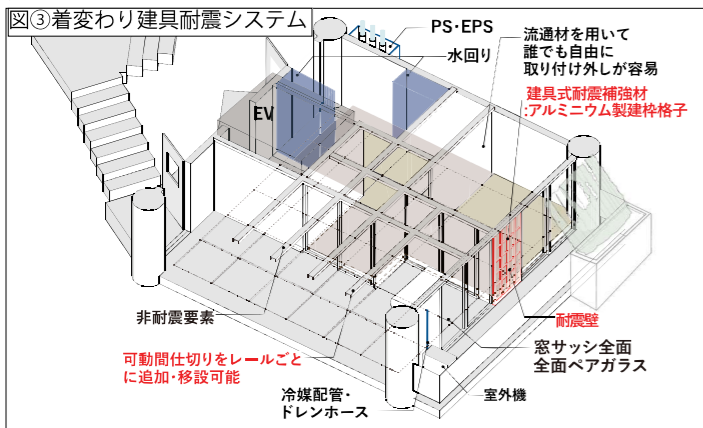 図③着変わり建具耐震システム
PS・EPS
水回り
流通材を用いて
誰でも自由に
取り付け外しが容易
建具式耐震補強材
:アルミニウム製建枠格子
EV
非耐震要素
耐震壁
可動間仕切りをレールごと
に追加・移設可能
窓サッシ全面
全面ペアガラス
冷媒配管・
ドレンホース
室外機